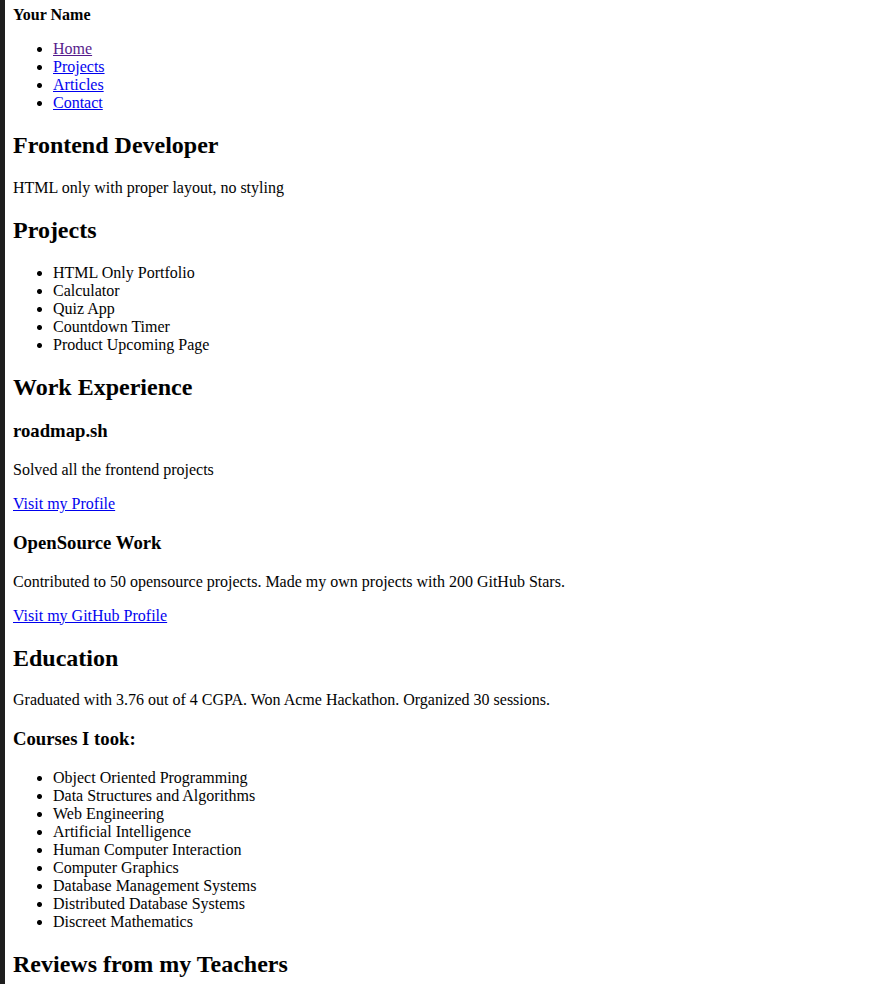 Your Name
Home
Projects
Articles
Contact
Frontend Developer
HTML only with proper layout, no styling
Projects
HTML Only Portfolio
Calculator
Quiz App
Countdown Timer
Product Upcoming Page
Work Experience
roadmap.sh
Solved all the frontend projects
Visit my Profile
OpenSource Work
Contributed to 50 opensource projects. Made my own projects with 200 GitHub Stars.
Visit my GitHub Profile
Education
Graduated with 3.76 out of 4 CGPA. Won Acme Hackathon. Organized 30 sessions.
Courses I took:
Object Oriented Programming
Data Structures and Algorithms
Web Engineering
Artificial Intelligence
Human Computer Interaction
Computer Graphics
Database Management Systems
Distributed Database Systems
Discreet Mathematics
Reviews from my Teachers